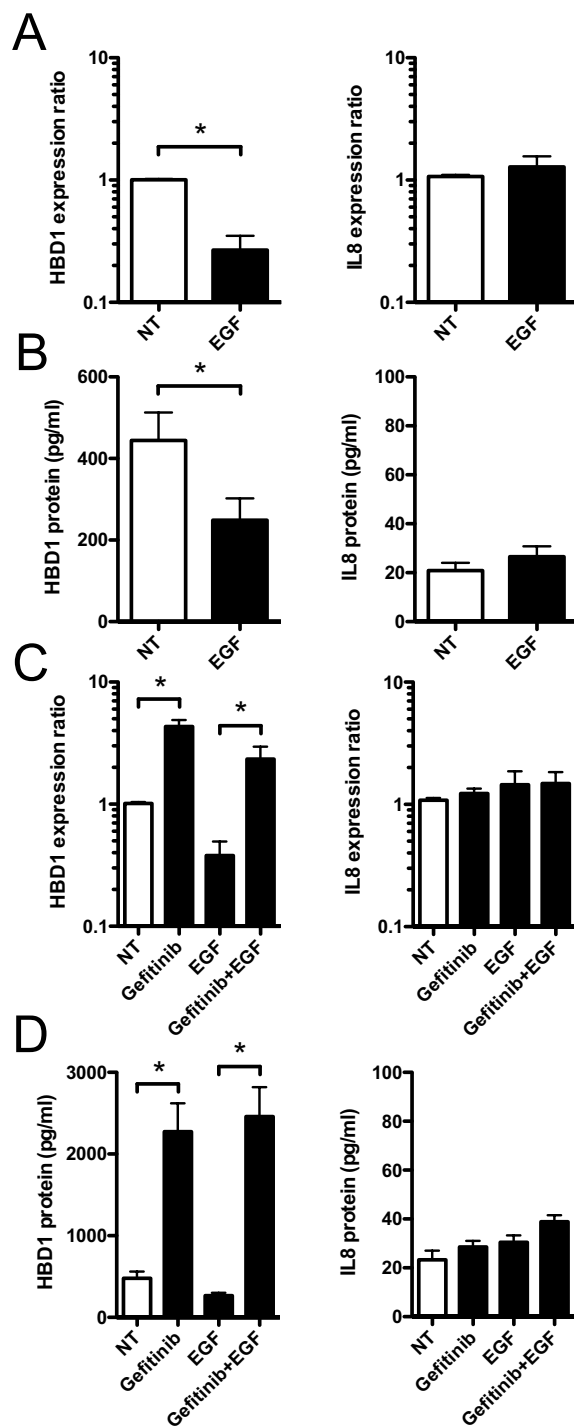 A
HBD1 expression ratio
10
1
0.1
*
NT
EGF
IL8 expression ratio
10
1
0.1
NT
EGF
B
HBD1 protein (pg/ml)
600
400
200
0
*
NT
EGF
IL8 protein (pg/ml)
100
80
60
40
20
0
NT
EGF
C
HBD1 expression ratio
10
1
0.1
*
*
NT
Gefitinib
EGF
Gefitinib+EGF
IL8 expression ratio
10
1
0.1
NT
Gefitinib
EGF
Gefitinib+EGF
D
HBD1 protein (pg/ml)
3000
2000
1000
0
*
*
NT
Gefitinib
EGF
Gefitinib+EGF
IL8 protein (pg/ml)
100
80
60
40
20
0
NT
Gefitinib
EGF
Gefitinib+EGF